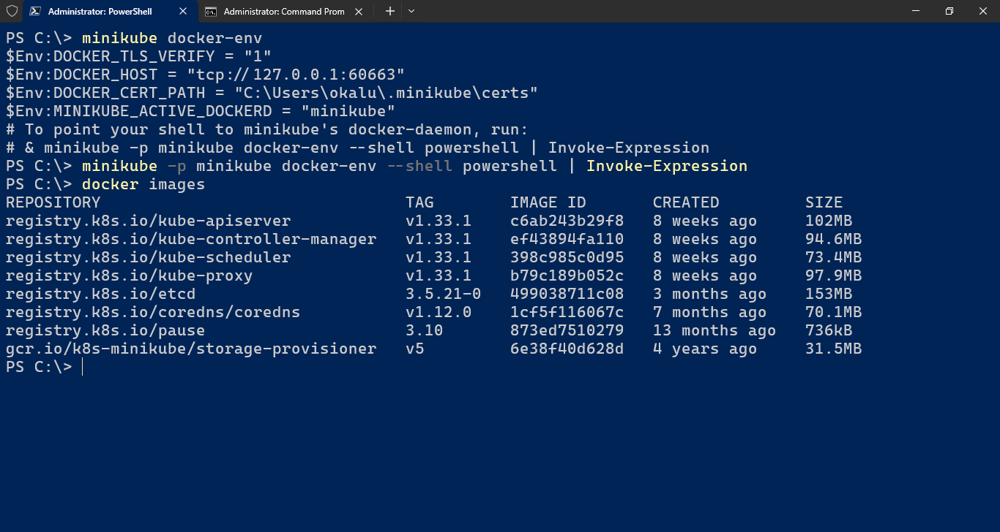 Administrator: PowerShell
Administrator: Command Prom
PS C:\> minikube docker-env
$Env:DOCKER_TLS_VERIFY = "1"
$Env:DOCKER_HOST = "tcp://127.0.0.1:60663"
$Env:DOCKER_CERT_PATH = "C:\Users\okalu\.minikube\certs"
$Env:MINIKUBE_ACTIVE_DOCKERD = "minikube"
# To point your shell to minikube's docker-daemon, run:
# & minikube -p minikube docker-env --shell powershell | Invoke-Expression
PS C:\> minikube -p minikube docker-env --shell powershell | Invoke-Expression
PS C:\> docker images
REPOSITORY TAG IMAGE ID CREATED SIZE
registry.k8s.io/kube-apiserver v1.33.1 c6ab243b29f8 8 weeks ago 102MB
registry.k8s.io/kube-controller-manager v1.33.1 ef43894fa110 8 weeks ago 94.6MB
registry.k8s.io/kube-scheduler v1.33.1 398c985c0d95 8 weeks ago 73.4MB
registry.k8s.io/kube-proxy v1.33.1 b79c189b052c 8 weeks ago 97.9MB
registry.k8s.io/etcd 3.5.21-0 499038711c08 3 months ago 153MB
registry.k8s.io/coredns/coredns v1.12.0 1cf5f116067c 7 months ago 70.1MB
registry.k8s.io/pause 3.10 873ed7510279 13 months ago 736kB
gcr.io/k8s-minikube/storage-provisioner v5 6e38f40d628d 4 years ago 31.5MB
PS C:\>